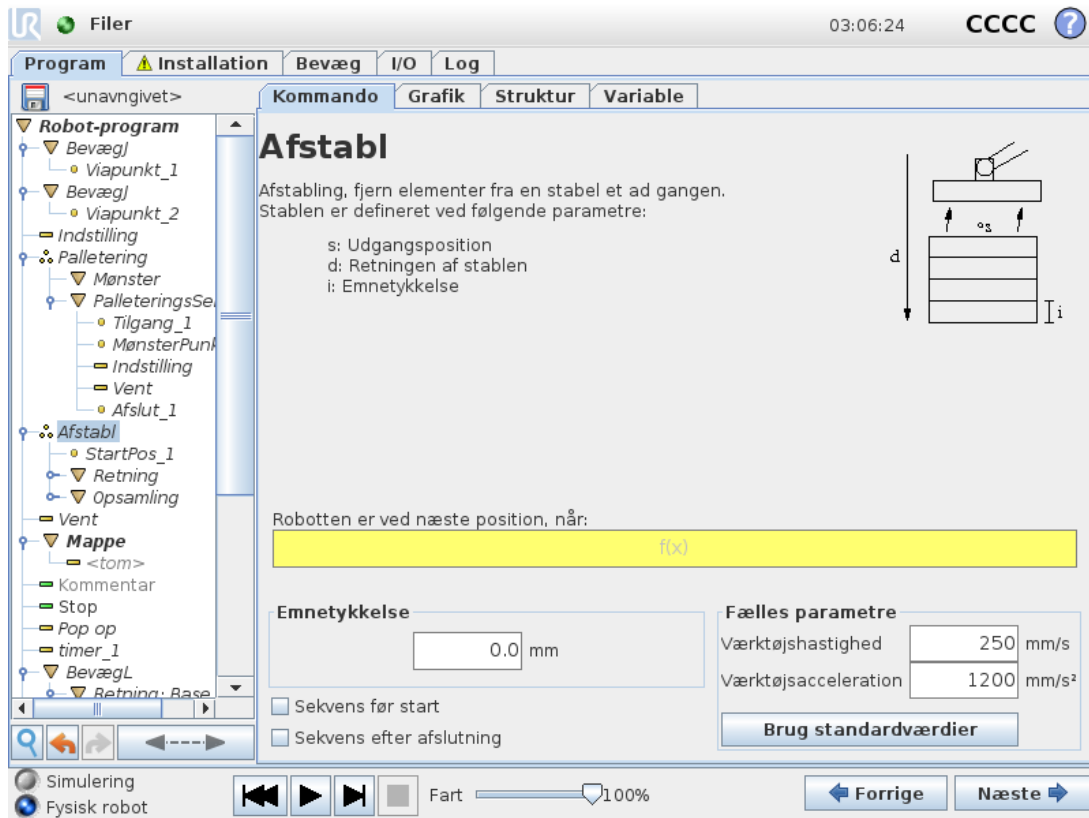 UR
Filer
03:06:24
CCCC
?
Program
Installation
Bevæg
I/O
Log
<unavngivet>
Kommando
Grafik
Struktur
Variable
Robot-program
BevægJ
Viapunkt_1
BevægJ
Viapunkt_2
Indstilling
Palletering
Mønster
PalleteringsSe
Tilgang_1
MønsterPunk
Indstilling
Vent
Afslut_1
Afstabl
StartPos_1
Retning
Opsamling
Vent
Mappe
<tom>
Kommentar
Stop
Pop op
timer_1
BevægL
Retning: Base
Afstabl
Afstabling, fjern elementer fra en stabel et ad gangen.
Stablen er defineret ved følgende parametre:
s: Udgangsposition
d: Retningen af stablen
i: Emnetykkelse
d
s
i
Robotten er ved næste position, når:
f(x)
Emnetykkelse
0.0 mm
Sekvens før start
Sekvens efter afslutning
Fælles parametre
Værktøjshastighed 250 mm/s
Værktøjsacceleration 1200 mm/s²
Brug standardværdier
Simulering
Fysisk robot
Fart 100%
Forrige
Næste